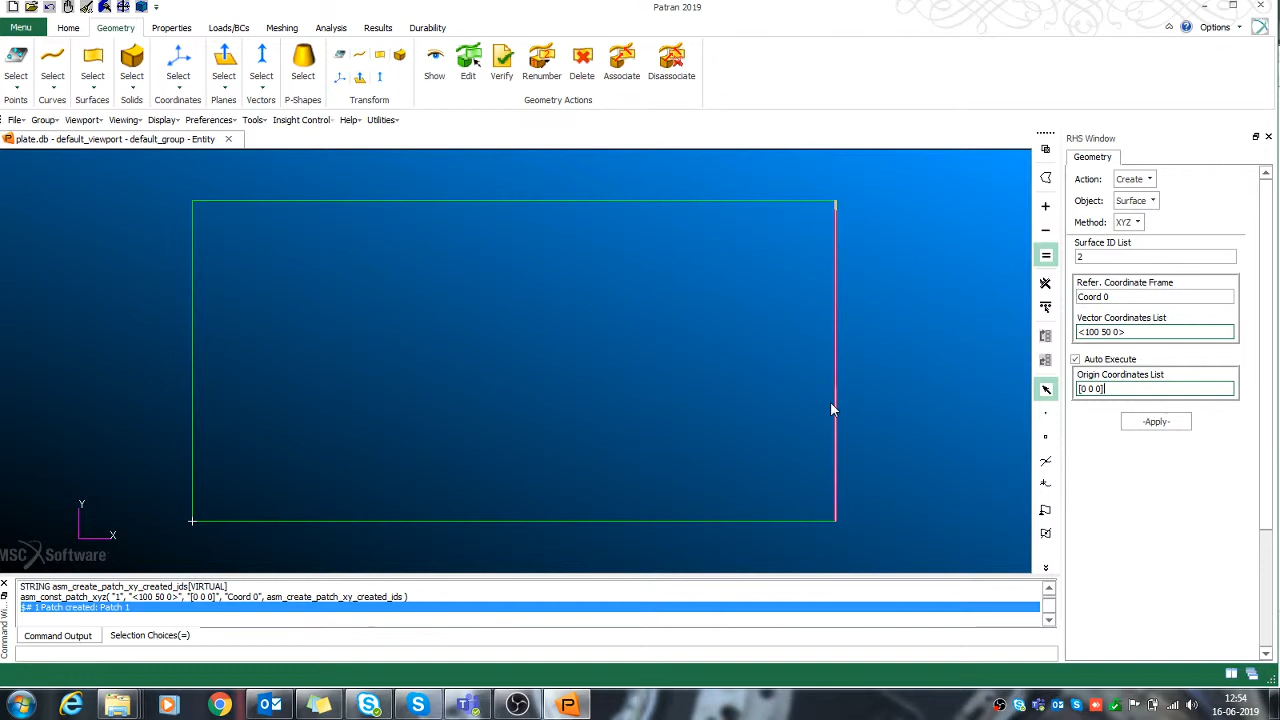 Patran 2019
Menu Home Geometry Properties Loads/BCs Meshing Analysis Results Durability Options
Select Select Select Select Select Select Select Select Show Edit Verify Renumber Delete Associate Disassociate
Points Curves Surfaces Solids Coordinates Planes Vectors P-Shapes Transform Geometry Actions
File Group Viewport Viewing Display Preferences Tools Insight Control Help Utilities
plate.db - default_viewport - default_group - Entity
RHS Window
Geometry
Action: Create
Object: Surface
Method: XYZ
Surface ID List
2
Refer. Coordinate Frame
Coord 0
Vector Coordinates List
<100 50 0>
Auto Execute
Origin Coordinates List
[0 0 0]
-Apply-
Y
X
MSC Software
Command Wi...
STRING asm_create_patch_xy_created_ids[VIRTUAL]
asm_const_patch_xyz( "1", "<100 50 0>", "[0 0 0]", "Coord 0", asm_create_patch_xy_created_ids )
$# 1 Patch created: Patch 1
Command Output Selection Choices(=)
12:54
16-06-2019